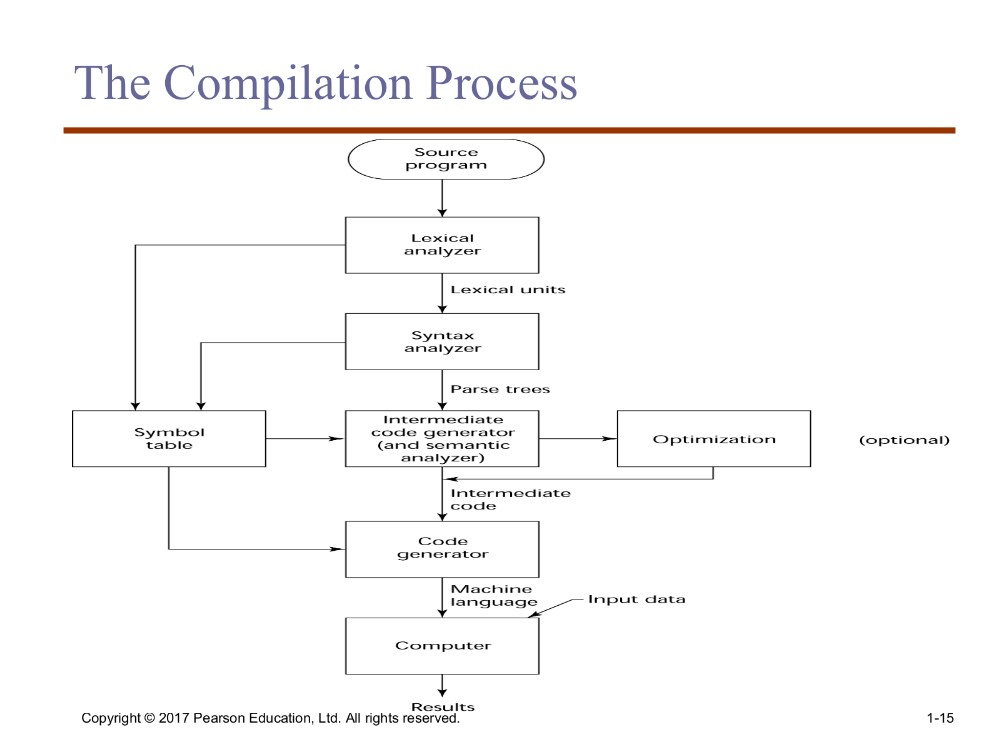 The Compilation Process
Source
program
Lexical
analyzer
Lexical units
Syntax
analyzer
Parse trees
Symbol
table
Intermediate
code generator
(and semantic
analyzer)
Optimization
(optional)
Intermediate
code
Code
generator
Machine
language
Input data
Computer
Results
Copyright © 2017 Pearson Education, Ltd. All rights reserved.
1-15